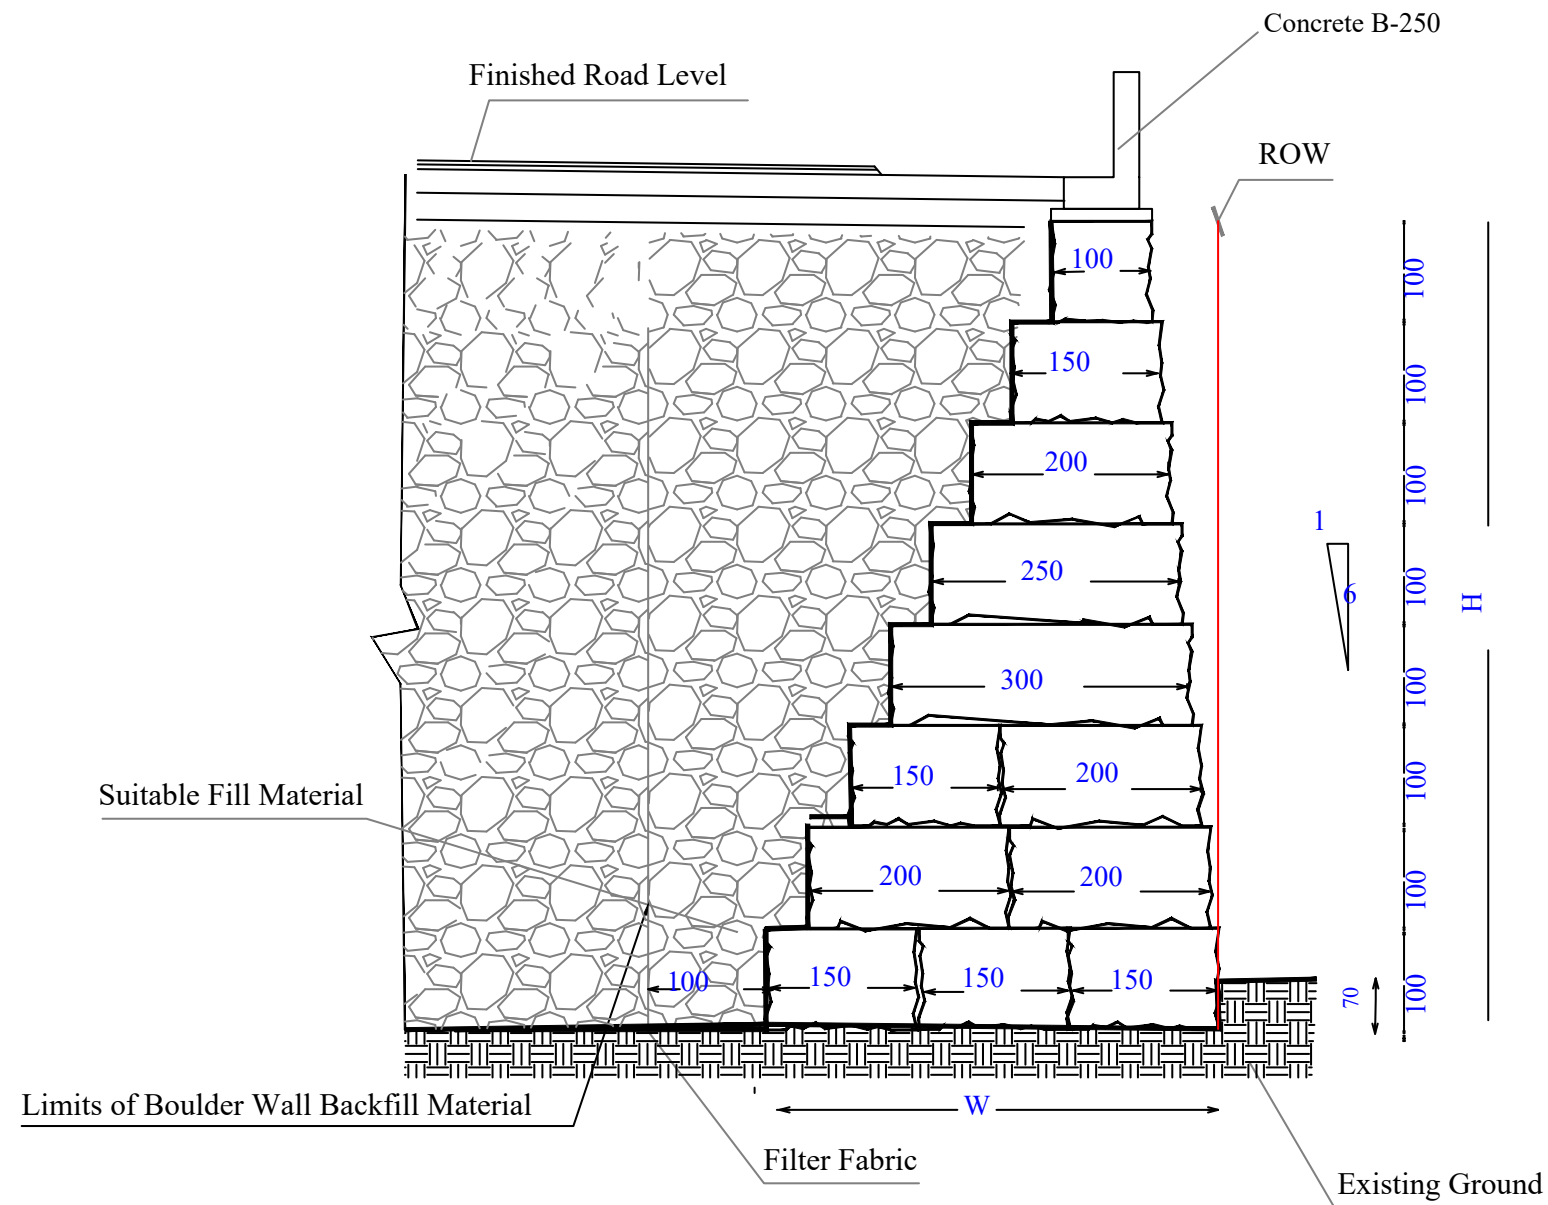 Concrete B-250
Finished Road Level
ROW
100
100
150
100
200
100
1
250
6
100
H
300
100
150
200
100
Suitable Fill Material
200
200
100
100
150
150
150
70
100
Limits of Boulder Wall Backfill Material
W
Filter Fabric
Existing Ground